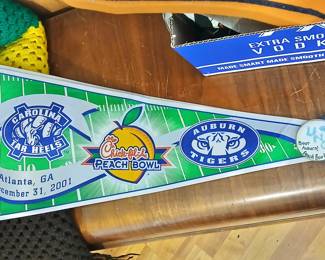 EXTRA SMO
VODK
MADE SMART MADE SMOOTH
CAROLINA
TAR HEELS
Chick-fil-A
PEACH BOWL
AUBURN
TIGERS
Atlanta, GA
cember 31, 2001